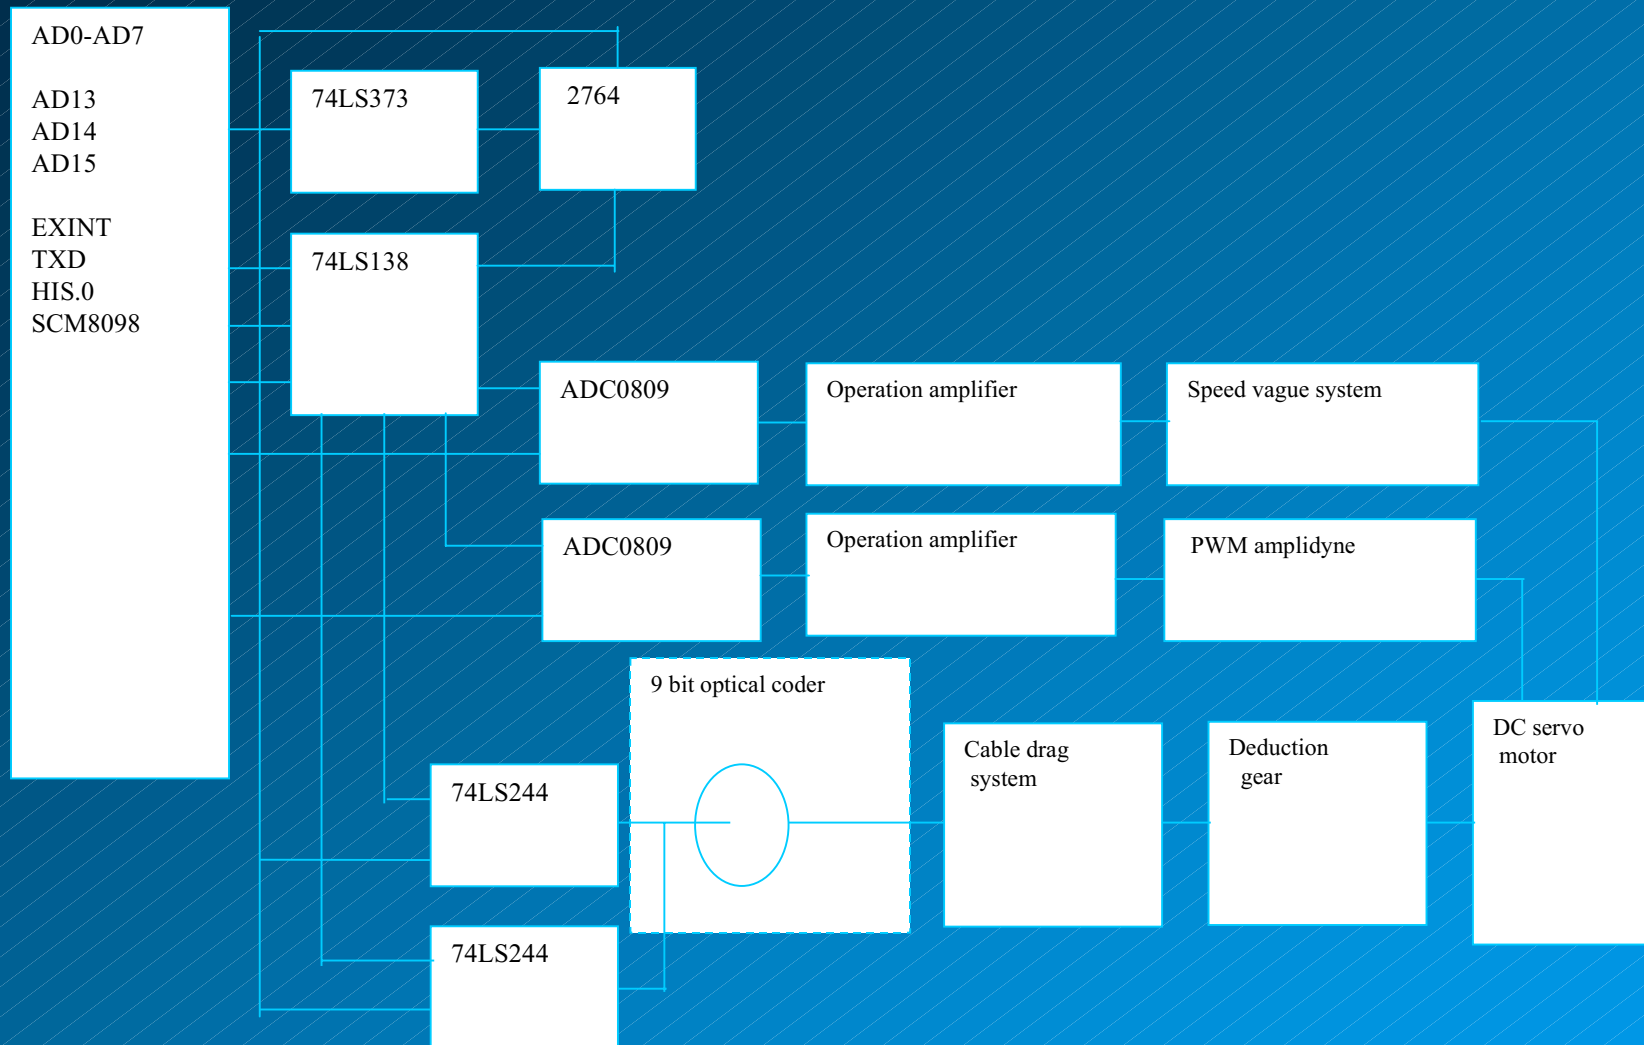 AD0-AD7
AD13
AD14
AD15
EXINT
TXD
HIS.0
SCM8098
74LS373
2764
74LS138
ADC0809
Operation amplifier
Speed vague system
ADC0809
Operation amplifier
PWM amplidyne
9 bit optical coder
Cable drag
system
Deduction
gear
DC servo
motor
74LS244
74LS244